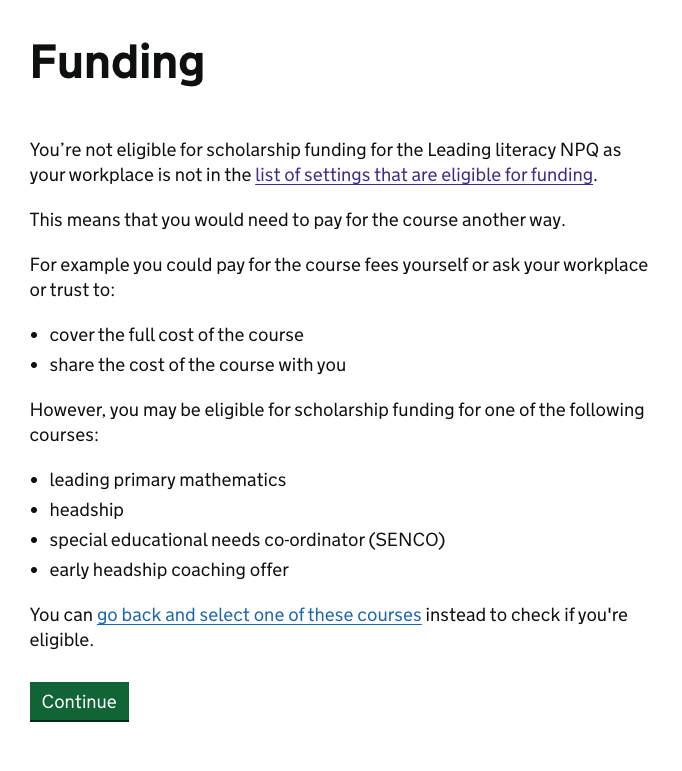 Funding
You’re not eligible for scholarship funding for the Leading literacy NPQ as
your workplace is not in the list of settings that are eligible for funding.
This means that you would need to pay for the course another way.
For example you could pay for the course fees yourself or ask your workplace
or trust to:
• cover the full cost of the course
• share the cost of the course with you
However, you may be eligible for scholarship funding for one of the following
courses:
• leading primary mathematics
• headship
• special educational needs co-ordinator (SENCO)
• early headship coaching offer
You can go back and select one of these courses instead to check if you're
eligible.
Continue